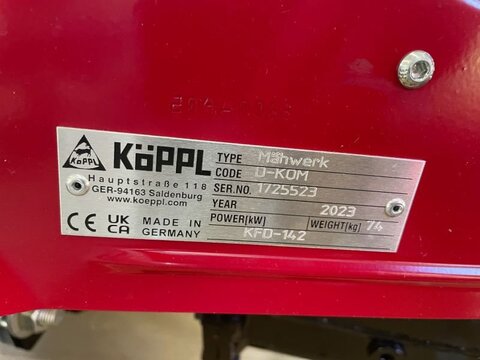 KÖPPL
KÖPPL
Hauptstraße 118
GER-94163 Saldenburg
www.koeppl.com
CE UK CA MADE IN GERMANY
TYPE Mähwerk
CODE D-KOM
SER.NO. 1725523
YEAR 2023
POWER[kW] WEIGHT[kg] 74
KFD-142